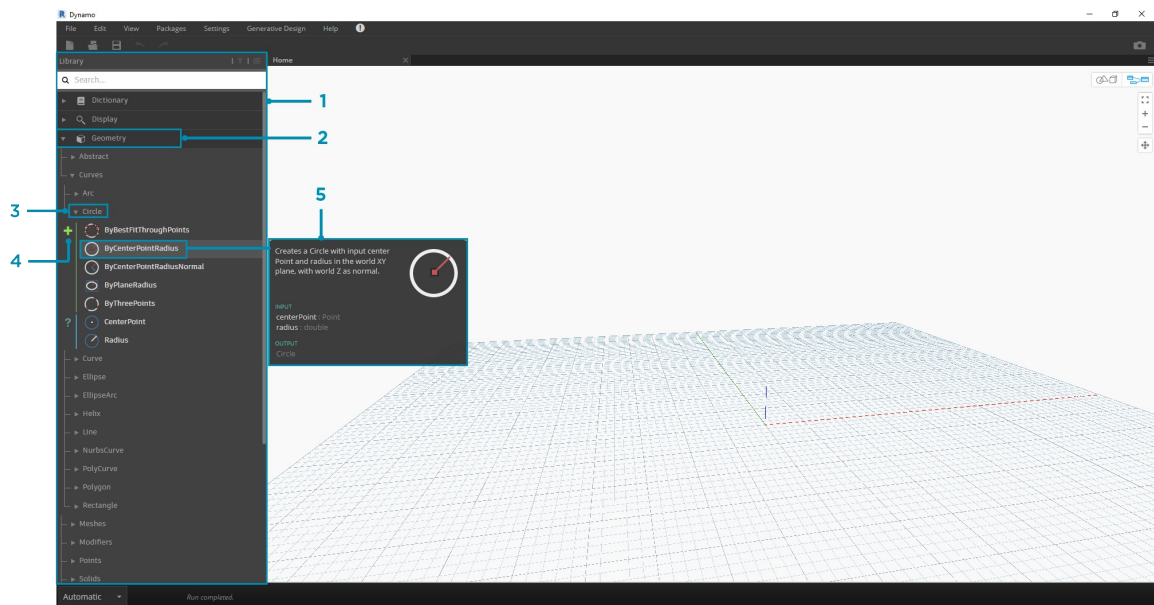 R Dynamo
File Edit View Packages Settings Generative Design Help
Library
Home
Search...
Dictionary
1
Display
Geometry
2
Abstract
Curves
Arc
3
Circle
5
ByBestFitThroughPoints
4
ByCenterPointRadius
ByCenterPointRadiusNormal
ByPlaneRadius
ByThreePoints
? CenterPoint
Radius
Creates a Circle with input center
Point and radius in the world XY
plane, with world Z as normal.
INPUT
centerPoint : Point
radius : double
OUTPUT
Circle
Curve
Ellipse
EllipseArc
Helix
Line
NurbsCurve
PolyCurve
Polygon
Rectangle
Meshes
Modifiers
Points
Solids
Automatic
Run completed.